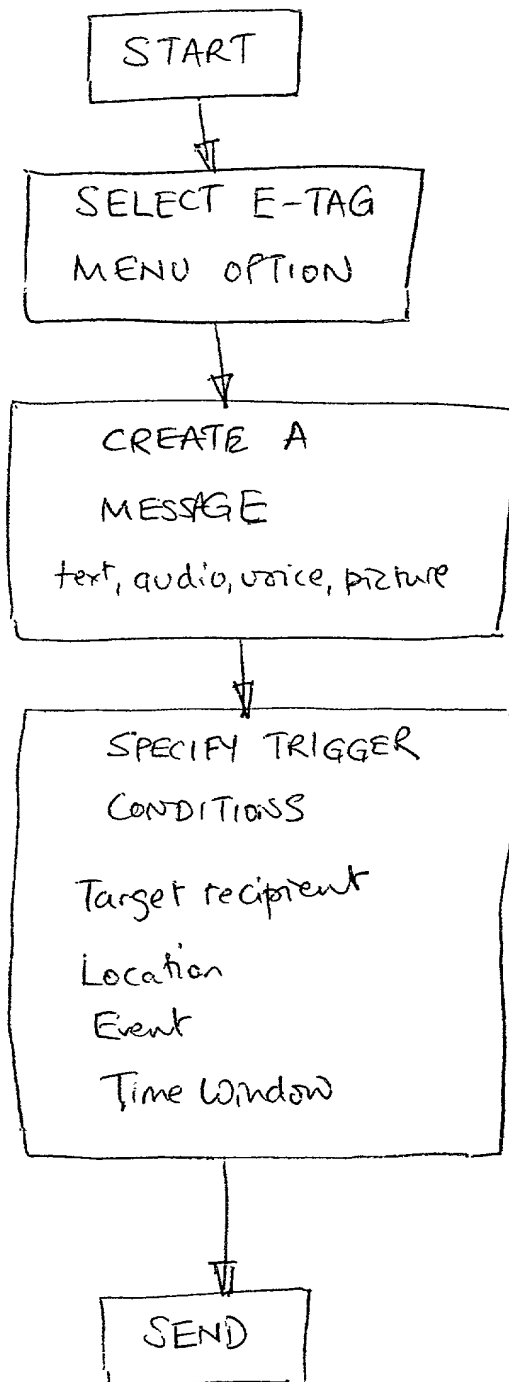 START
SELECT E-TAG
MENU OPTION
CREATE A
MESSAGE
text, audio, voice, picture
SPECIFY TRIGGER
CONDITIONS
Target recipient
Location
Event
Time Window
SEND